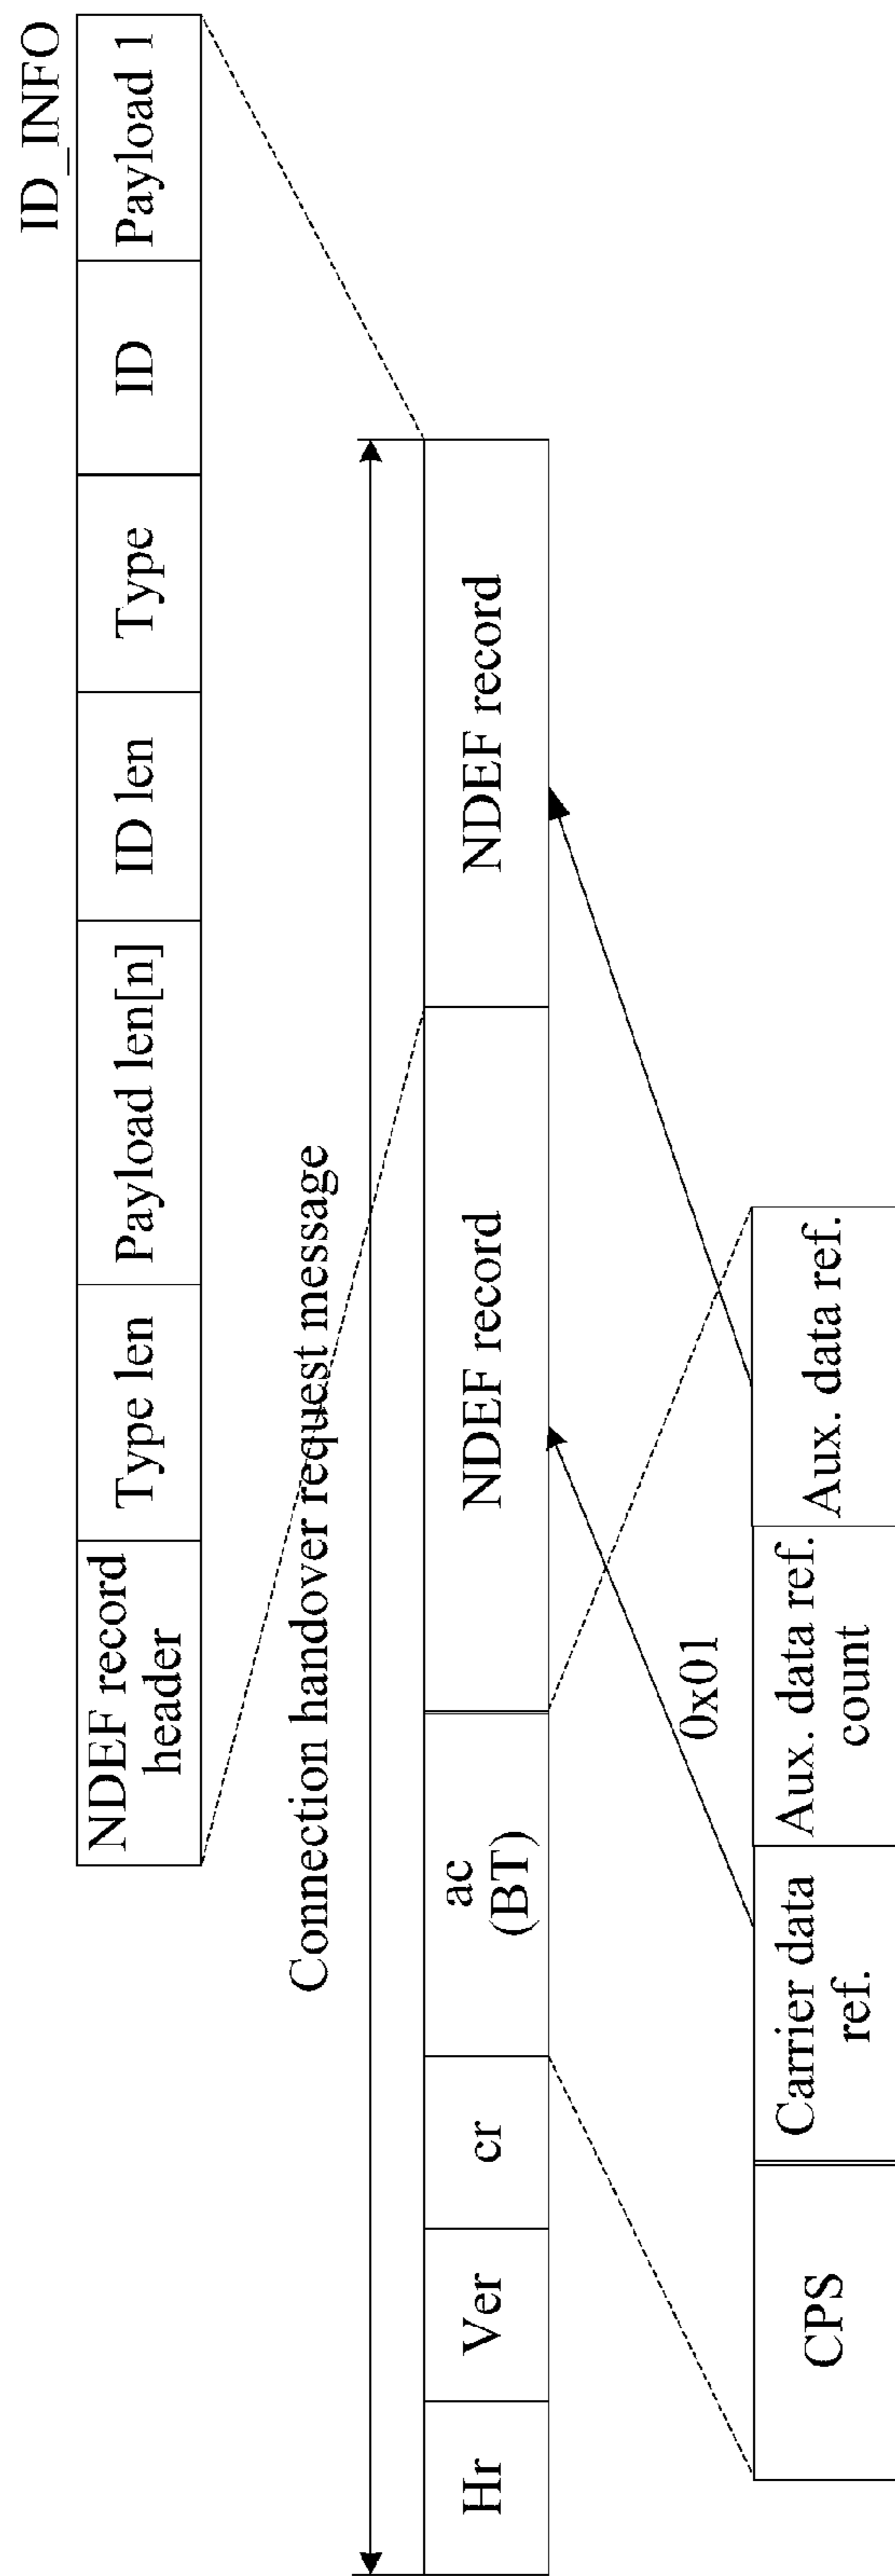 ID_INFO
NDEF record
header
Type len
Payload len[n]
ID len
Type
ID
Payload 1
Connection handover request message
Hr
Ver
cr
ac
(BT)
NDEF record
NDEF record
0x01
CPS
Carrier data
ref.
Aux. data ref.
count
Aux. data ref.